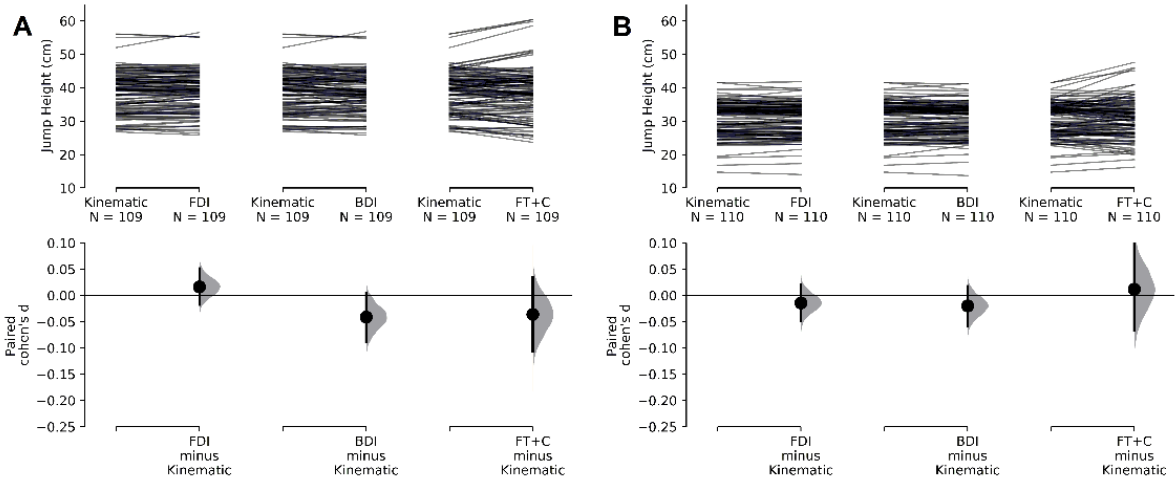 A
Jump Height (cm)
60
50
40
30
20
10
Kinematic FDI Kinematic BDI Kinematic FT+C
N = 109 N = 109 N = 109 N = 109 N = 109 N = 109
Paired
cohen's d
0.10
0.05
0.00
−0.05
−0.10
−0.15
−0.20
−0.25
FDI BDI FT+C
minus minus minus
Kinematic Kinematic Kinematic
B
Jump Height (cm)
60
50
40
30
20
10
Kinematic FDI Kinematic BDI Kinematic FT+C
N = 110 N = 110 N = 110 N = 110 N = 110 N = 110
Paired
cohen's d
0.10
0.05
0.00
−0.05
−0.10
−0.15
−0.20
−0.25
FDI BDI FT+C
minus minus minus
Kinematic Kinematic Kinematic